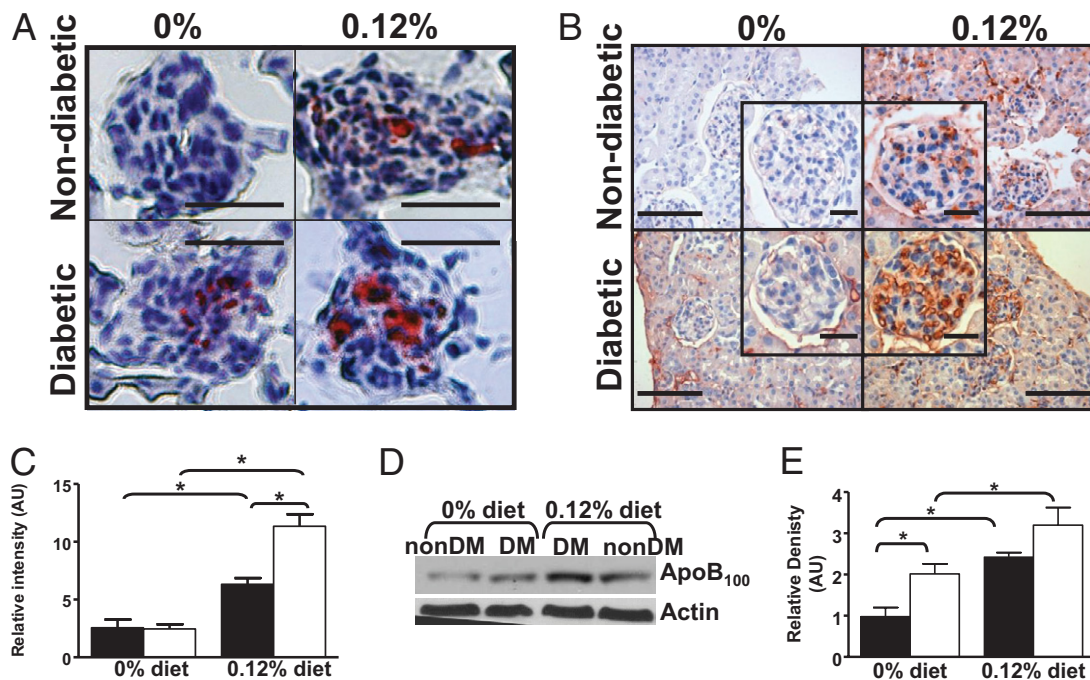 A
0%
0.12%
Non-diabetic
Diabetic
B
0%
0.12%
Non-diabetic
Diabetic
C
Relative intensity (AU)
15
10
5
0
*
*
*
0% diet
0.12% diet
D
0% diet
0.12% diet
nonDM
DM
DM
nonDM
ApoB100
Actin
E
Relative Denisty
(AU)
4
3
2
1
0
*
*
*
0% diet
0.12% diet